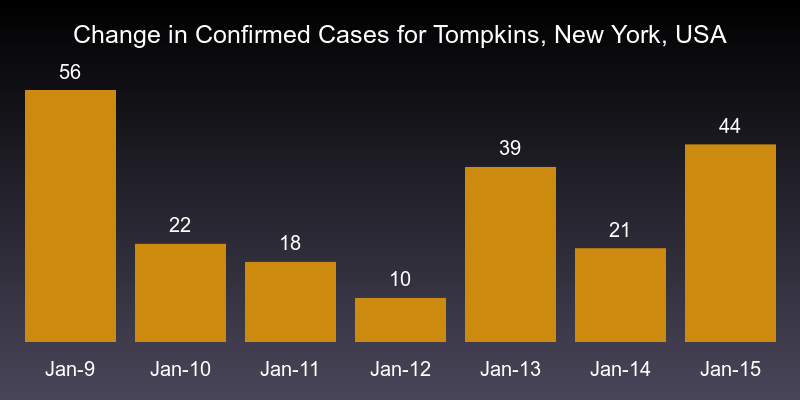 Change in Confirmed Cases for Tompkins, New York, USA
56
22
18
10
39
21
44
Jan-9
Jan-10
Jan-11
Jan-12
Jan-13
Jan-14
Jan-15